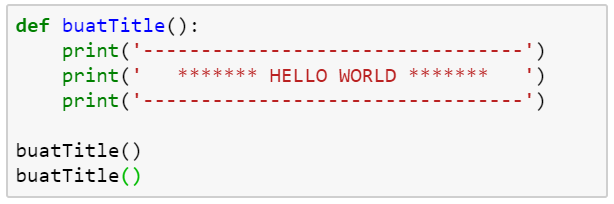 def buatTitle():
    print('---------------------------------')
    print('   ******* HELLO WORLD *******   ')
    print('---------------------------------')

buatTitle()
buatTitle()